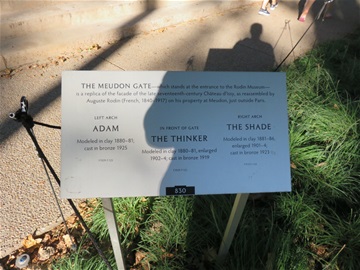 THE MEUDON GATE—which stands at the entrance to the Rodin Museum—
is a replica of the facade of the late-seventeenth-century Château d'Issy, as reassembled by
Auguste Rodin (French, 1840–1917) on his property at Meudon, just outside Paris.
LEFT ARCH
ADAM
Modeled in clay 1880–81,
cast in bronze 1925
IN FRONT OF GATE
THE THINKER
Modeled in clay 1880–81, enlarged
1902–4, cast in bronze 1919
RIGHT ARCH
THE SHADE
Modeled in clay 1881–86,
enlarged 1901–4,
cast in bronze 1923
850